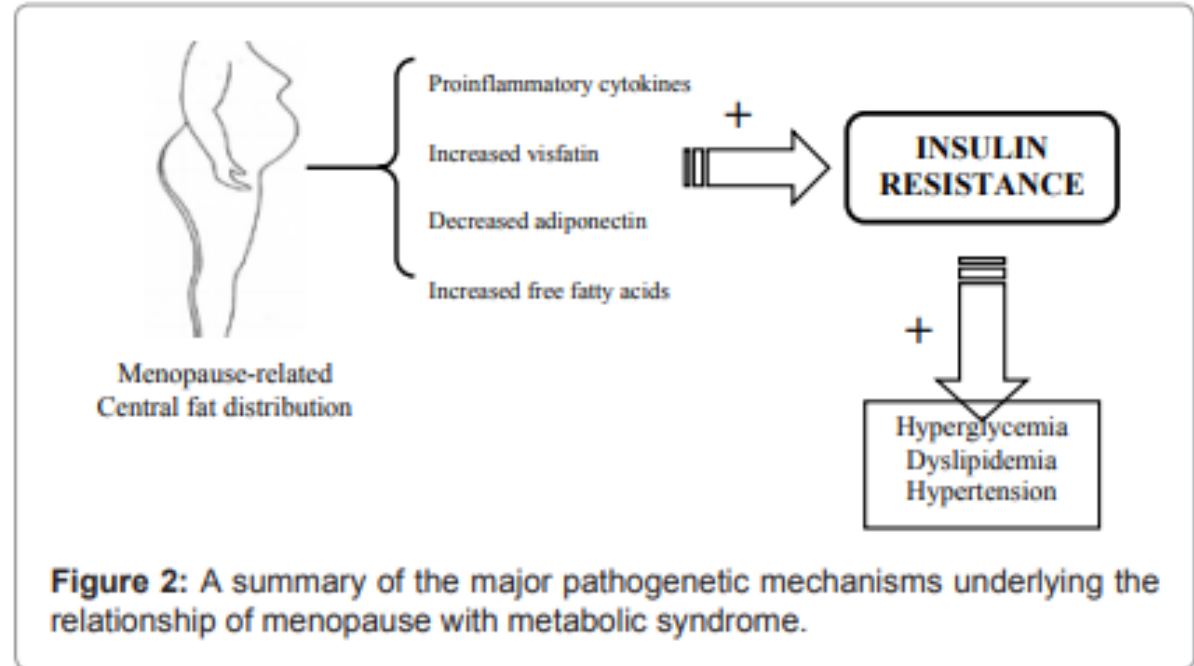 Proinflammatory cytokines
Increased visfatin
Decreased adiponectin
Increased free fatty acids
+
INSULIN
RESISTANCE
+
Menopause-related
Central fat distribution
Hyperglycemia
Dyslipidemia
Hypertension
Figure 2: A summary of the major pathogenetic mechanisms underlying the
relationship of menopause with metabolic syndrome.